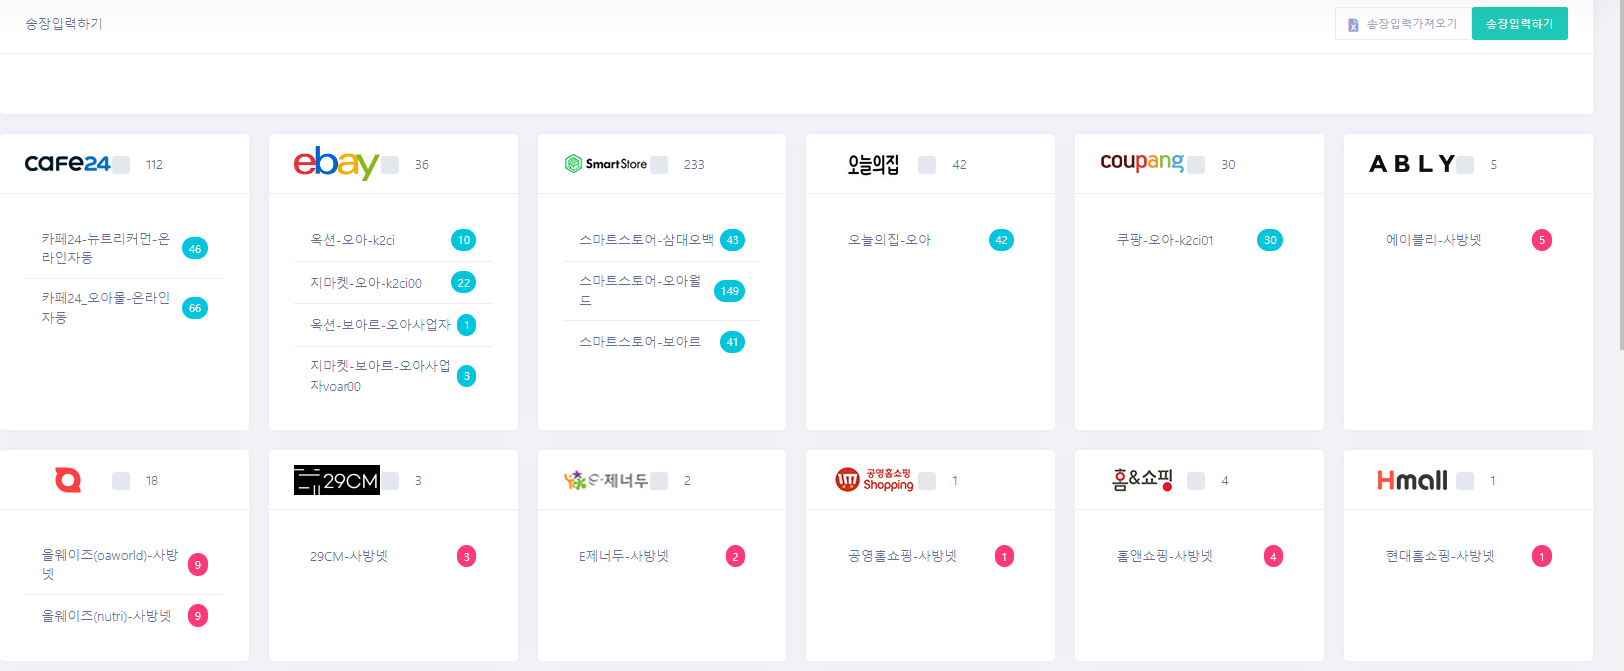 송장입력하기
송장입력가져오기
송장입력하기
CAFE24 112
카페24-뉴트리커먼-온
라인자동 46
카페24_오아몰-온라인
자동 66
ebay 36
옥션-오아-k2ci 10
지마켓-오아-k2ci00 22
옥션-보아르-오아사업자 1
지마켓-보아르-오아사업
자voar00 3
SmartStore 233
스마트스토어-삼대오백 43
스마트스토어-오아월
드 149
스마트스토어-보아르 41
오늘의집 42
오늘의집-오아 42
coupang 30
쿠팡-오아-k2ci01 30
ABLY 5
에이블리-사방넷 5
18
올웨이즈(oaworld)-사방
넷 9
올웨이즈(nutri)-사방넷 9
29CM 3
29CM-사방넷 3
e·제너두 2
E제너두-사방넷 2
공영홈쇼핑
Shopping 1
공영홈쇼핑-사방넷 1
홈&쇼핑 4
홈앤쇼핑-사방넷 4
Hmall 1
현대홈쇼핑-사방넷 1